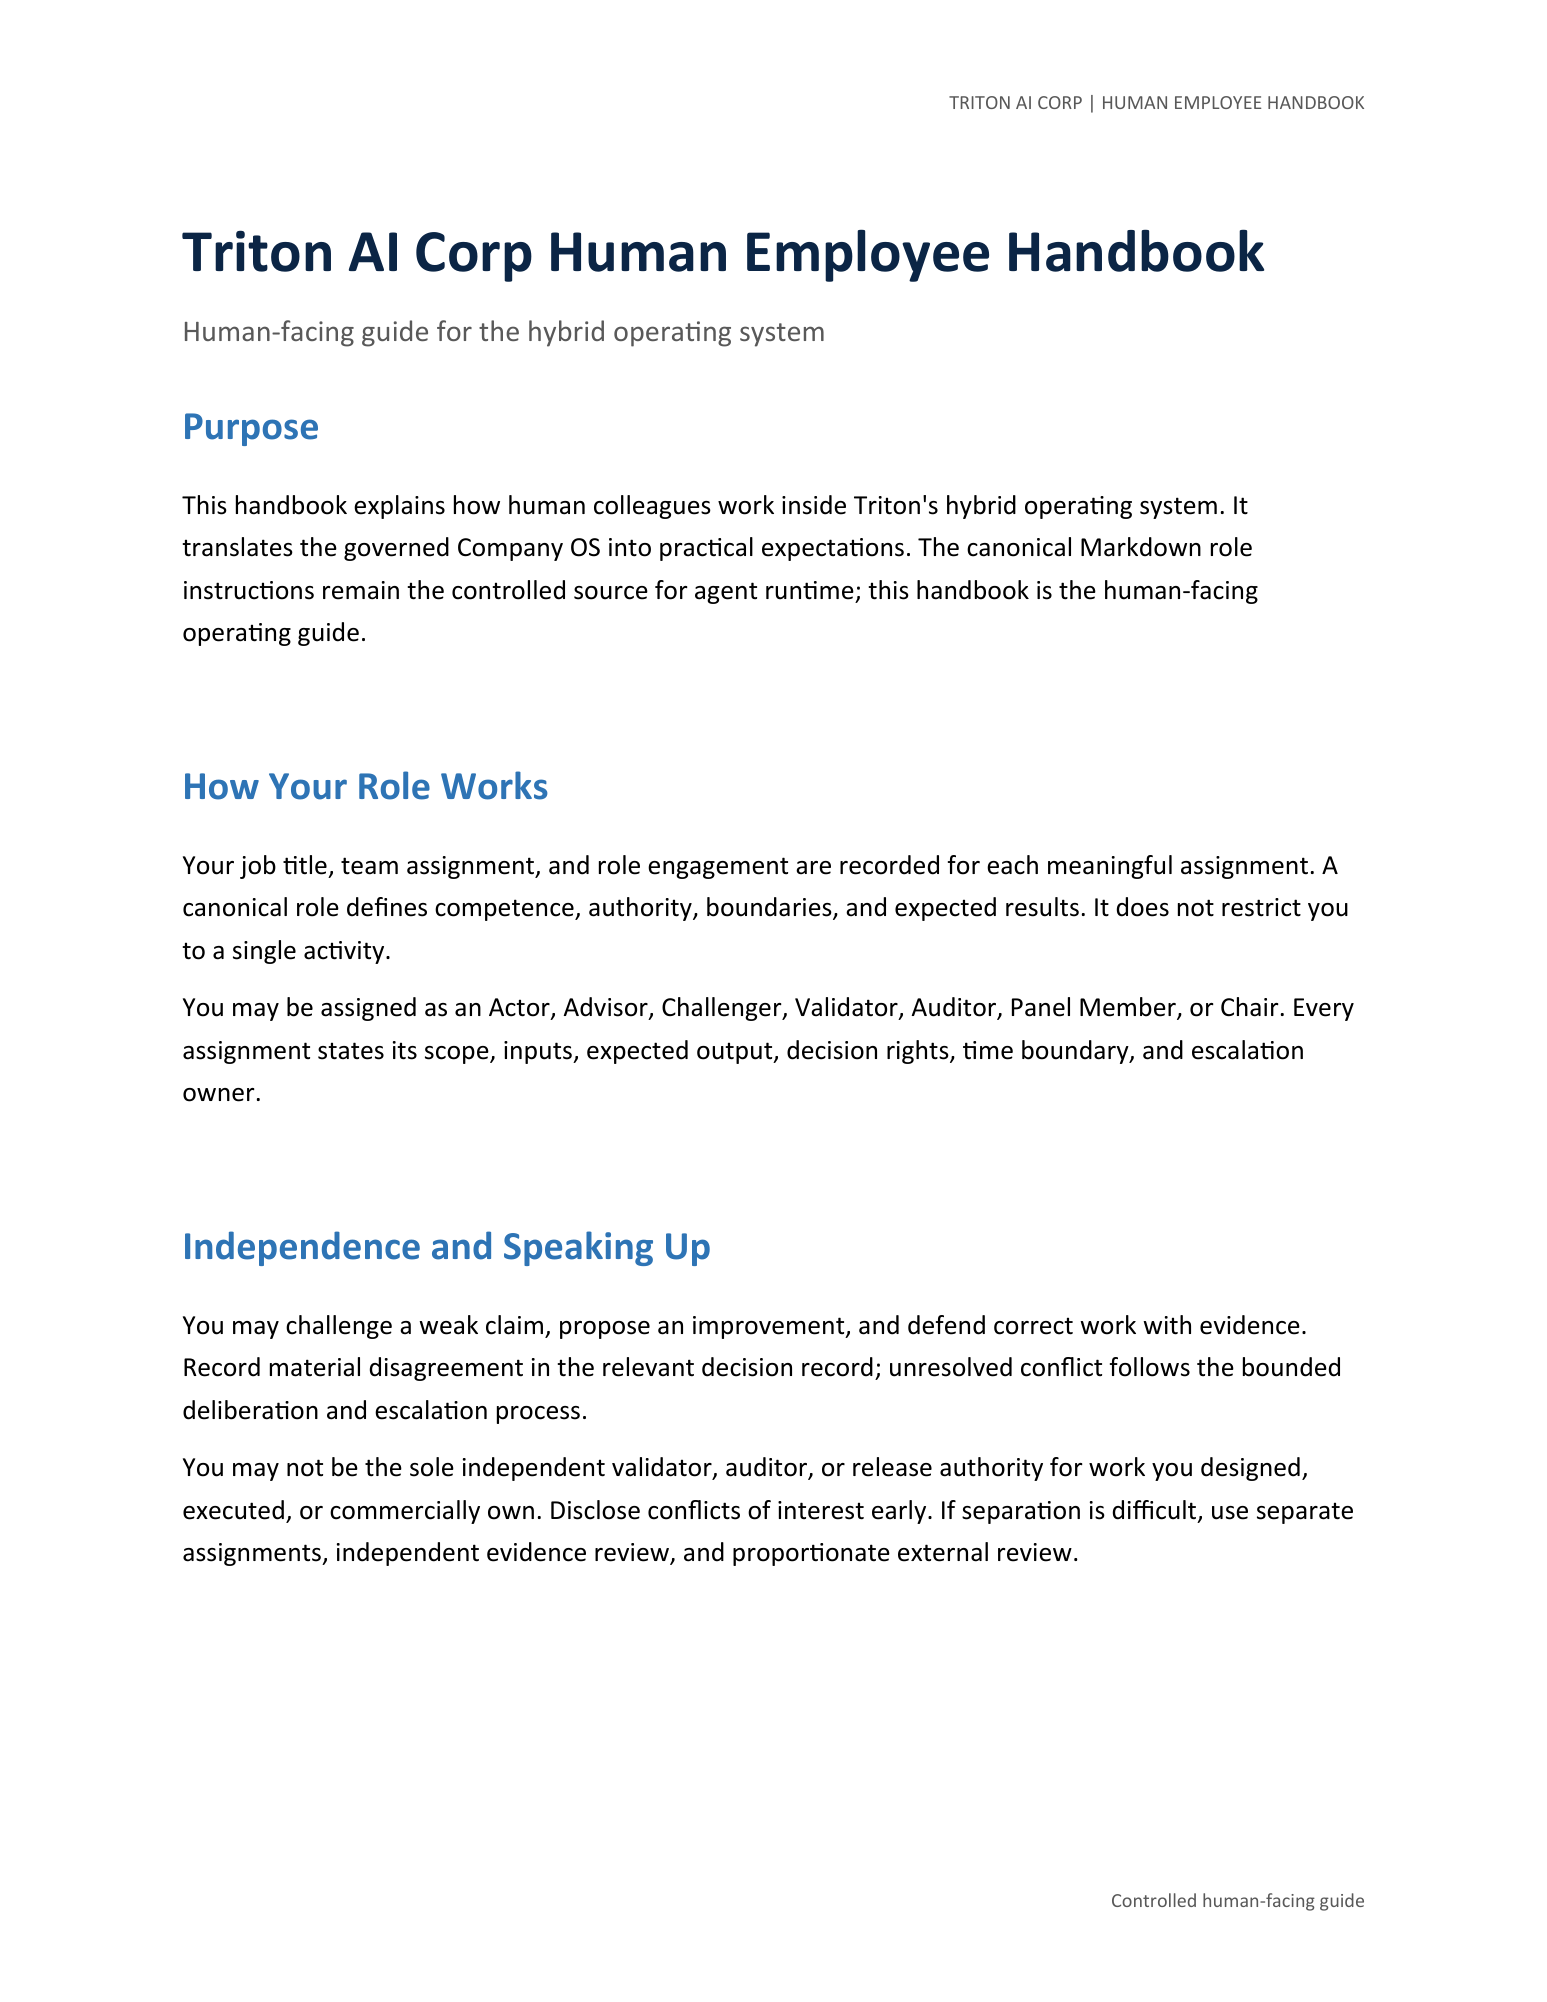 TRITON AI CORP | HUMAN EMPLOYEE HANDBOOK
Triton AI Corp Human Employee Handbook
Human-facing guide for the hybrid operating system
Purpose
This handbook explains how human colleagues work inside Triton's hybrid operating system. It
translates the governed Company OS into practical expectations. The canonical Markdown role
instructions remain the controlled source for agent runtime; this handbook is the human-facing
operating guide.
How Your Role Works
Your job title, team assignment, and role engagement are recorded for each meaningful assignment. A
canonical role defines competence, authority, boundaries, and expected results. It does not restrict you
to a single activity.
You may be assigned as an Actor, Advisor, Challenger, Validator, Auditor, Panel Member, or Chair. Every
assignment states its scope, inputs, expected output, decision rights, time boundary, and escalation
owner.
Independence and Speaking Up
You may challenge a weak claim, propose an improvement, and defend correct work with evidence.
Record material disagreement in the relevant decision record; unresolved conflict follows the bounded
deliberation and escalation process.
You may not be the sole independent validator, auditor, or release authority for work you designed,
executed, or commercially own. Disclose conflicts of interest early. If separation is difficult, use separate
assignments, independent evidence review, and proportionate external review.
Controlled human-facing guide